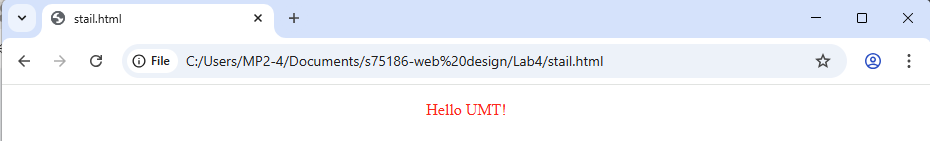 stail.html
File
C:/Users/MP2-4/Documents/s75186-web%20design/Lab4/stail.html
Hello UMT!